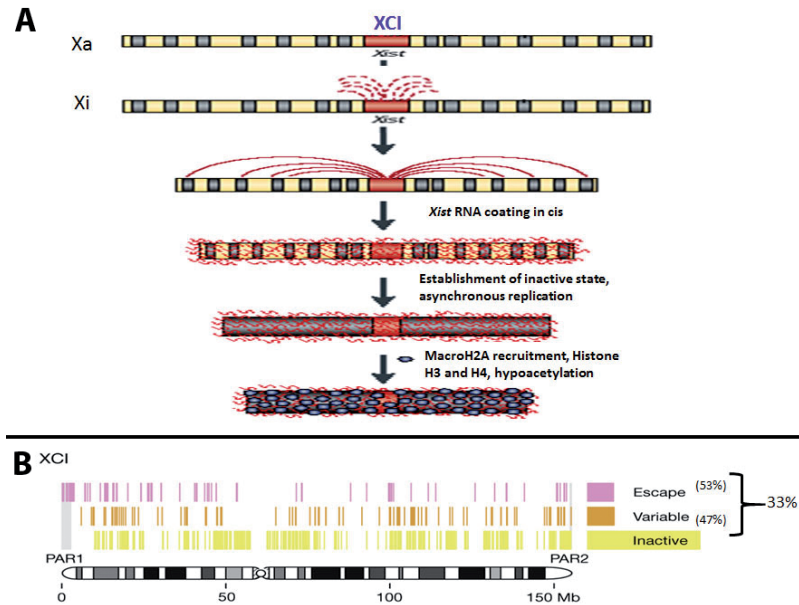 A
XCI
Xa
Xist
Xi
Xist
Xist RNA coating in cis
Establishment of inactive state,
asynchronous replication
MacroH2A recruitment, Histone
H3 and H4, hypoacetylation
B
XCI
Escape (53%)
33%
Variable (47%)
Inactive
PAR1
PAR2
0
50
100
150 Mb